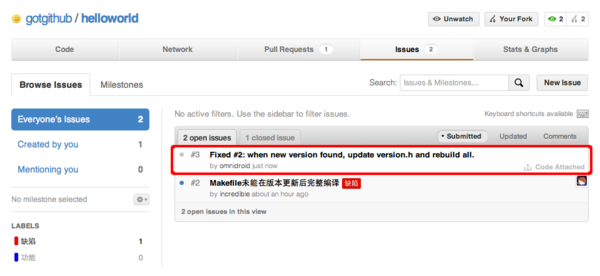 gotgithub / helloworld
Unwatch
Your Fork
2
2
Code
Network
Pull Requests 1
Issues 2
Stats & Graphs
Browse Issues
Milestones
Search:
Issues & Milestones...
New Issue
Everyone's Issues 2
Created by you 1
Mentioning you 0
No milestone selected
LABELS
缺陷 1
功能 0
No active filters. Use the sidebar to filter issues.
Keyboard shortcuts available
2 open issues
1 closed issue
Submitted
Updated
Comments
#3 Fixed #2: when new version found, update version.h and rebuild all.
by omnidroid just now
Code Attached
#2 Makefile未能在版本更新后完整编译 缺陷
by incredible about an hour ago
2 open issues in this view